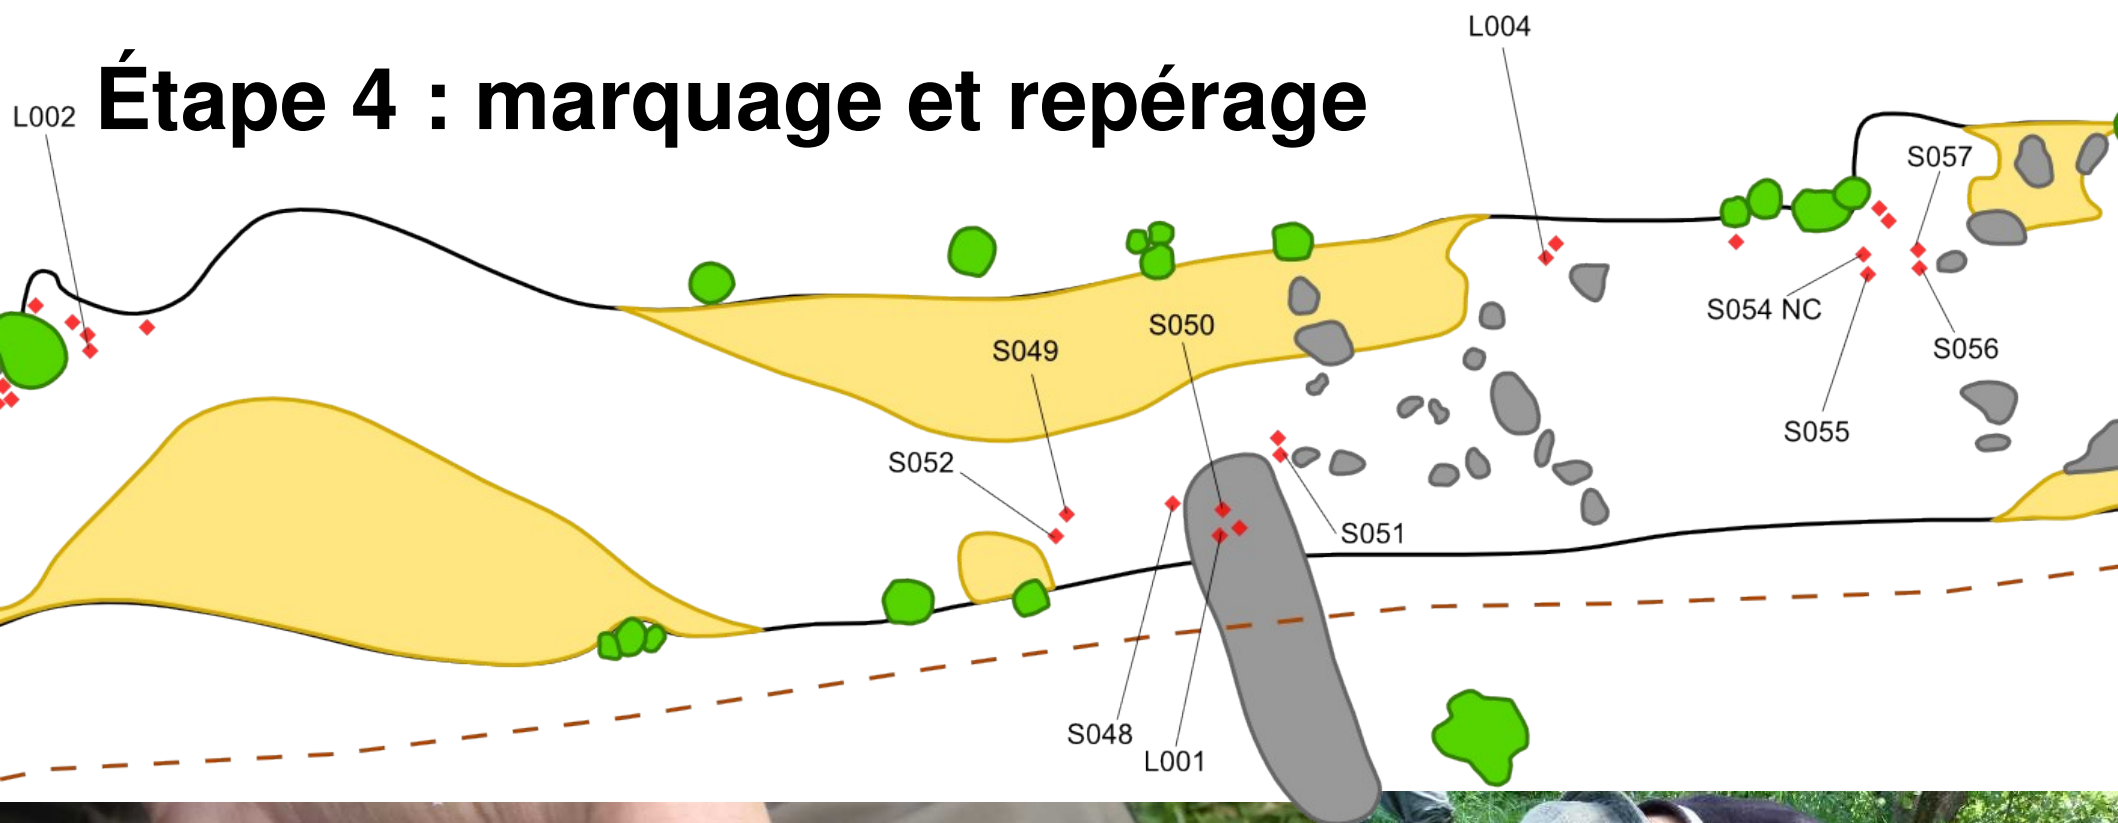 L004
Étape 4 : marquage et repérage
L002
S057
S054 NC
S050
S049
S056
S055
S052
S051
S048
L001